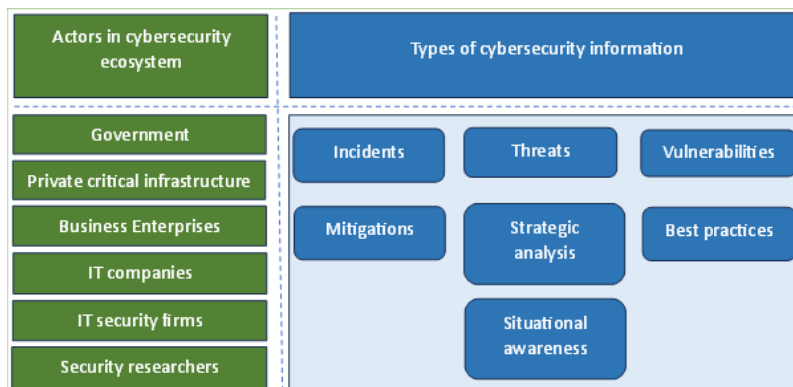 Actors in cybersecurity
ecosystem
Types of cybersecurity information
Government
Private critical infrastructure
Business Enterprises
IT companies
IT security firms
Security researchers
Incidents
Threats
Vulnerabilities
Mitigations
Strategic
analysis
Best practices
Situational
awareness